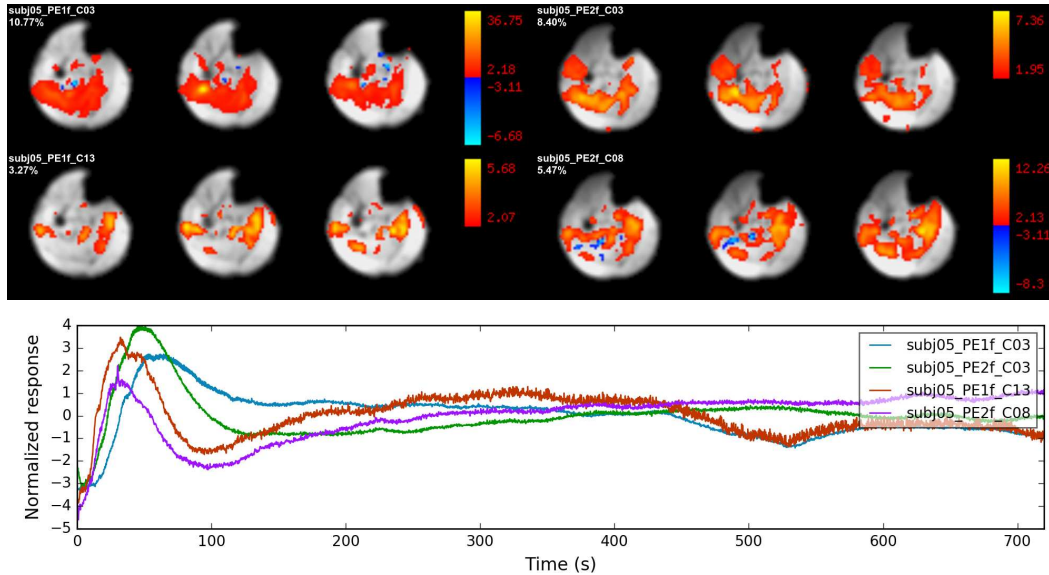 subj05_PE1f_C03
10.77%
36.75
2.18
-3.11
-6.68
subj05_PE2f_C03
8.40%
7.36
1.95
subj05_PE1f_C13
3.27%
5.68
2.07
subj05_PE2f_C08
5.47%
12.26
2.13
-3.11
-8.3
Normalized response
4
3
2
1
0
−1
−2
−3
−4
−5
subj05_PE1f_C03
subj05_PE2f_C03
subj05_PE1f_C13
subj05_PE2f_C08
0 100 200 300 400 500 600 700
Time (s)